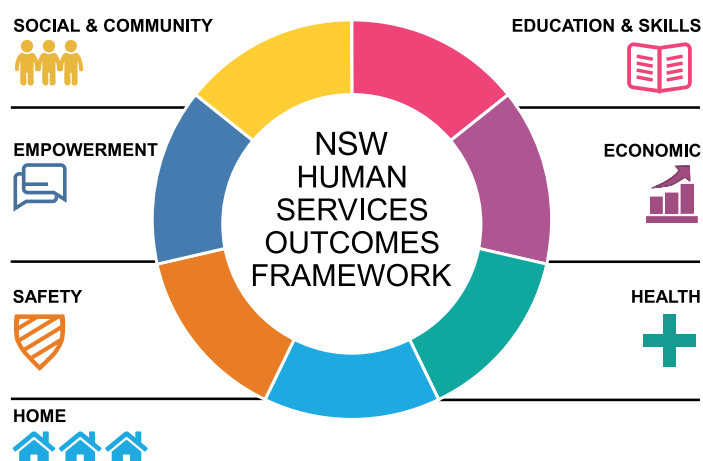 SOCIAL & COMMUNITY
EDUCATION & SKILLS
EMPOWERMENT
ECONOMIC
NSW
HUMAN
SERVICES
OUTCOMES
FRAMEWORK
SAFETY
HEALTH
HOME